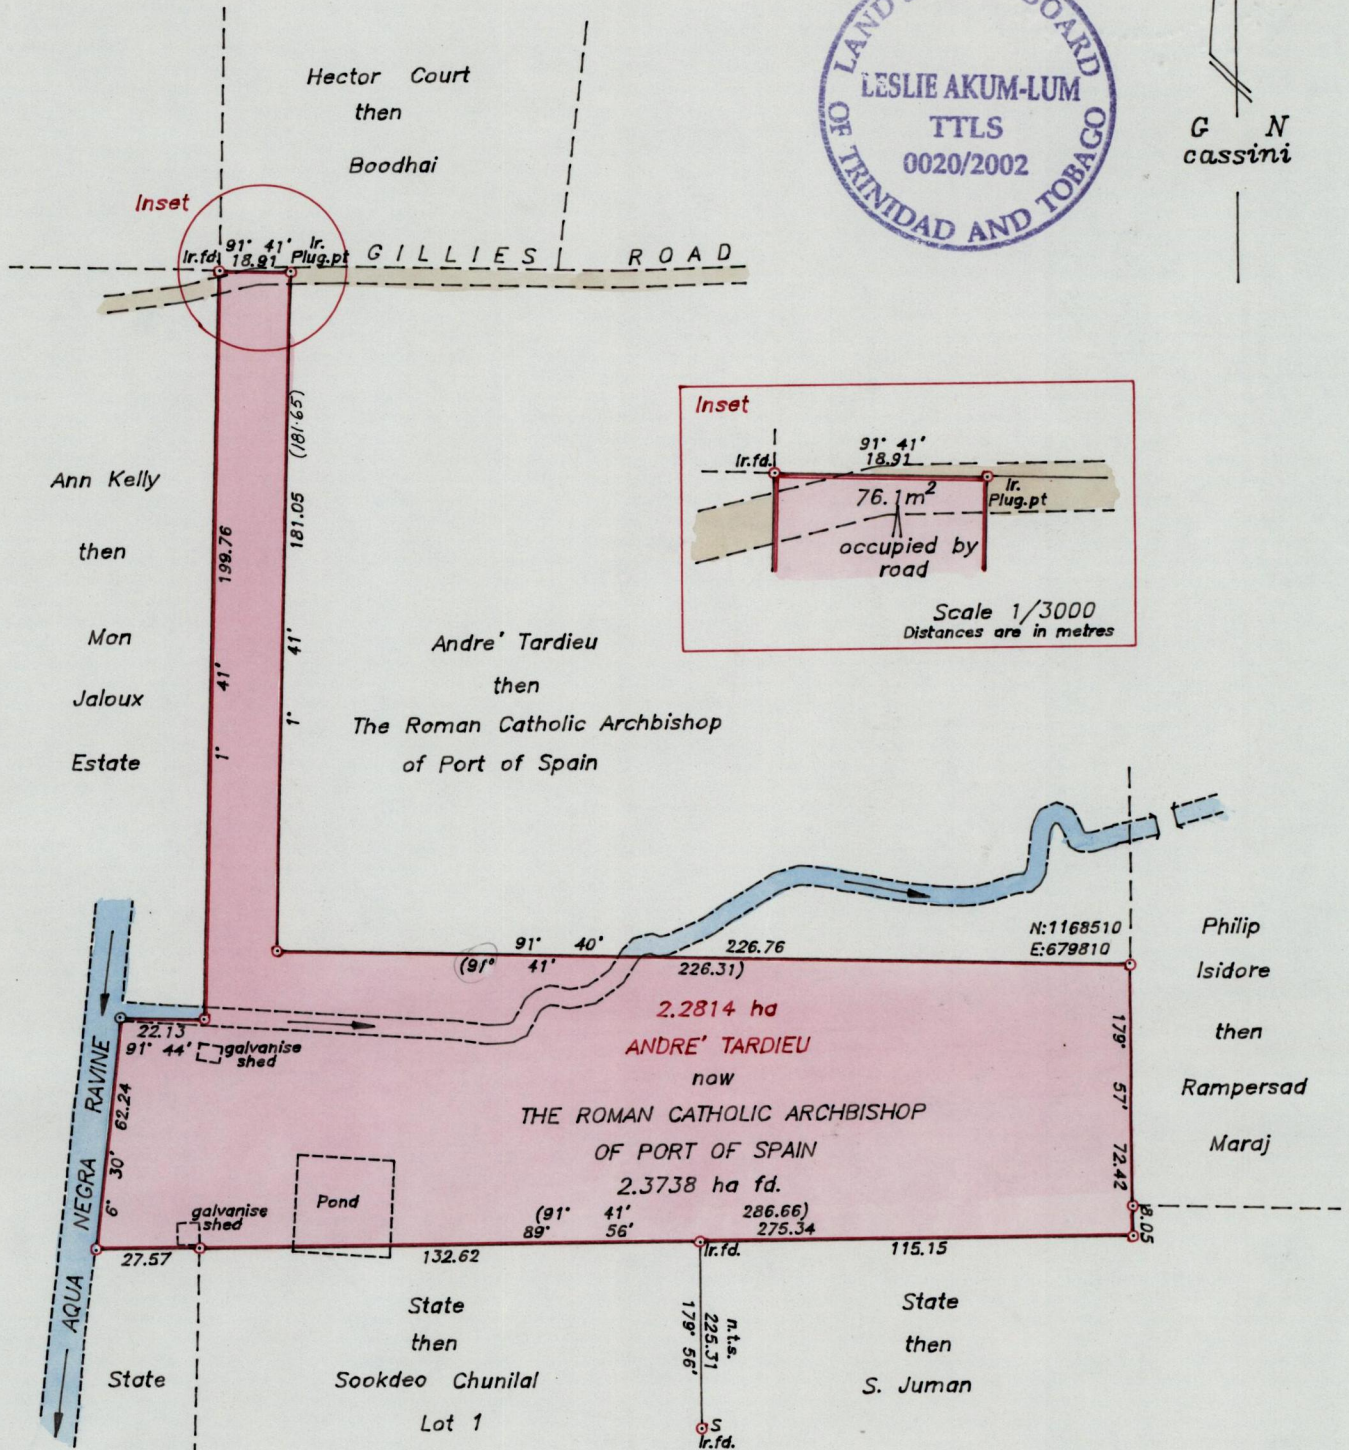 Hector Court
then
Boodhai
LAND
BOARD
LESLIE AKUM-LUM
TTLS
0020/2002
OF TRINIDAD AND TOBAGO
G N
cassini
Inset
91° 41'
18.91
Ir.fd.
Ir.
Plug.pt
GILLIES ROAD
Inset
91° 41'
18.91
Ir.fd.
76.1m²
Ir.
Plug.pt
occupied by
road
Scale 1/3000
Distances are in metres
Ann Kelly
then
Mon
Jaloux
Estate
1° 41' 199.76
1° 41' 181.05 (181.65)
Andre' Tardieu
then
The Roman Catholic Archbishop
of Port of Spain
91° 40' 226.76
(91° 41' 226.31)
N:1168510
E:679810
Philip
Isidore
then
Rampersad
Maraj
22.13
91° 44'
galvanise
shed
2.2814 ha
ANDRE' TARDIEU
now
THE ROMAN CATHOLIC ARCHBISHOP
OF PORT OF SPAIN
2.3738 ha fd.
179° 57' 72.42
8.05
AQUA NEGRA RAVINE
6° 30' 62.24
galvanise
shed
Pond
(91° 41' 286.66)
89° 56' 275.34
27.57
132.62
Ir.fd.
115.15
State
State
then
Sookdeo Chunilal
Lot 1
n.t.s.
225.31
179° 56'
S
Ir.fd.
State
then
S. Juman